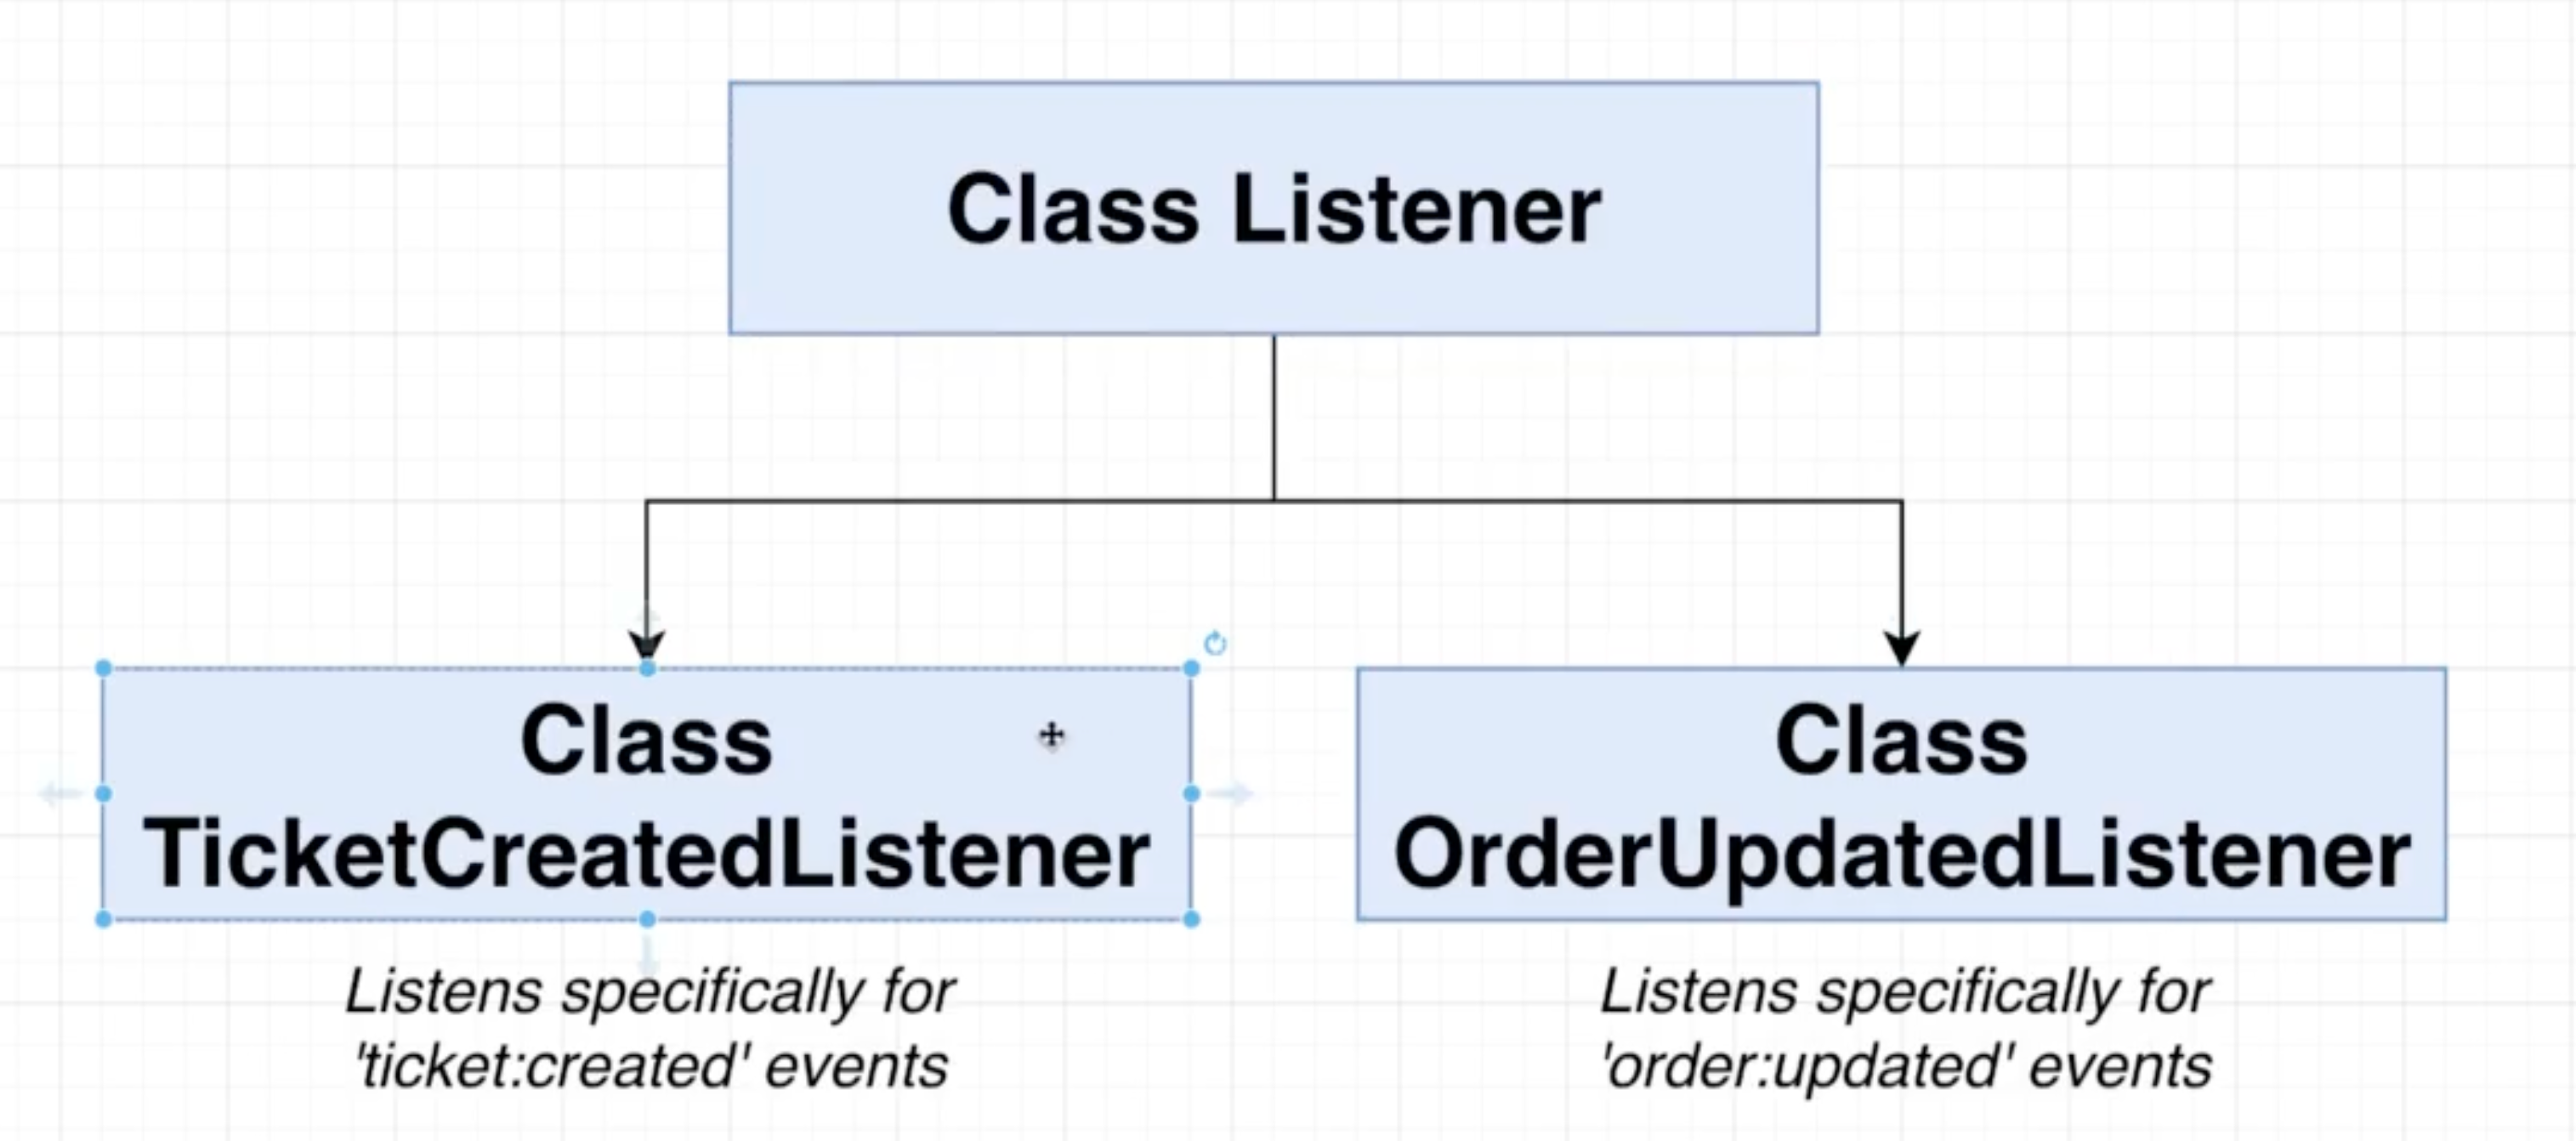 Class Listener
Class
TicketCreatedListener
Class
OrderUpdatedListener
Listens specifically for
'ticket:created' events
Listens specifically for
'order:updated' events